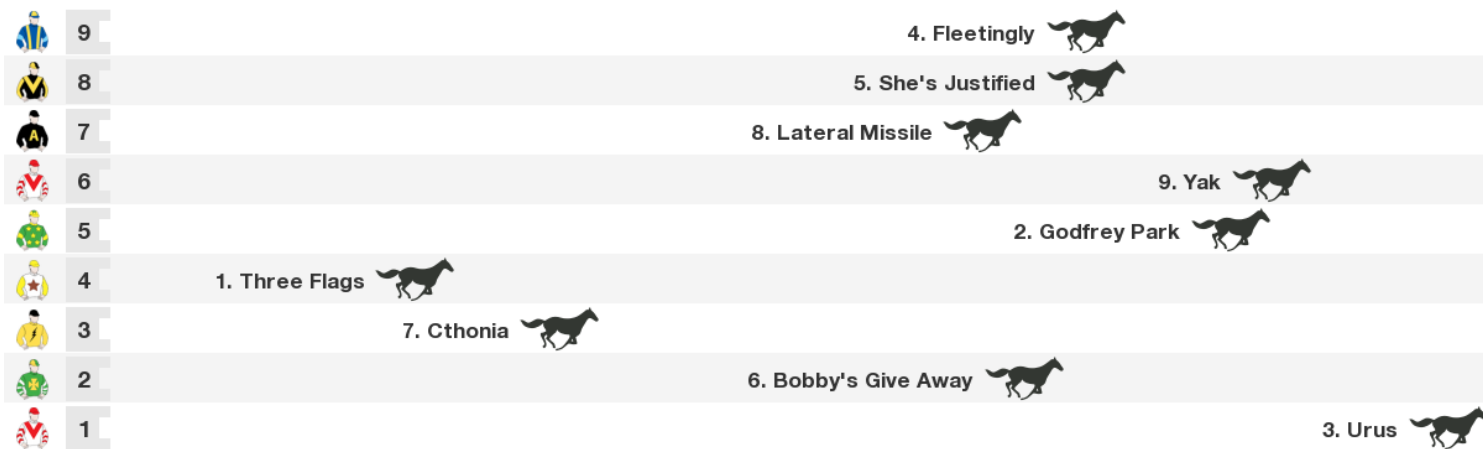 9 4. Fleetingly
8 5. She's Justified
A 7 8. Lateral Missile
6 9. Yak
5 2. Godfrey Park
4 1. Three Flags
3 7. Cthonia
2 6. Bobby's Give Away
1 3. Urus